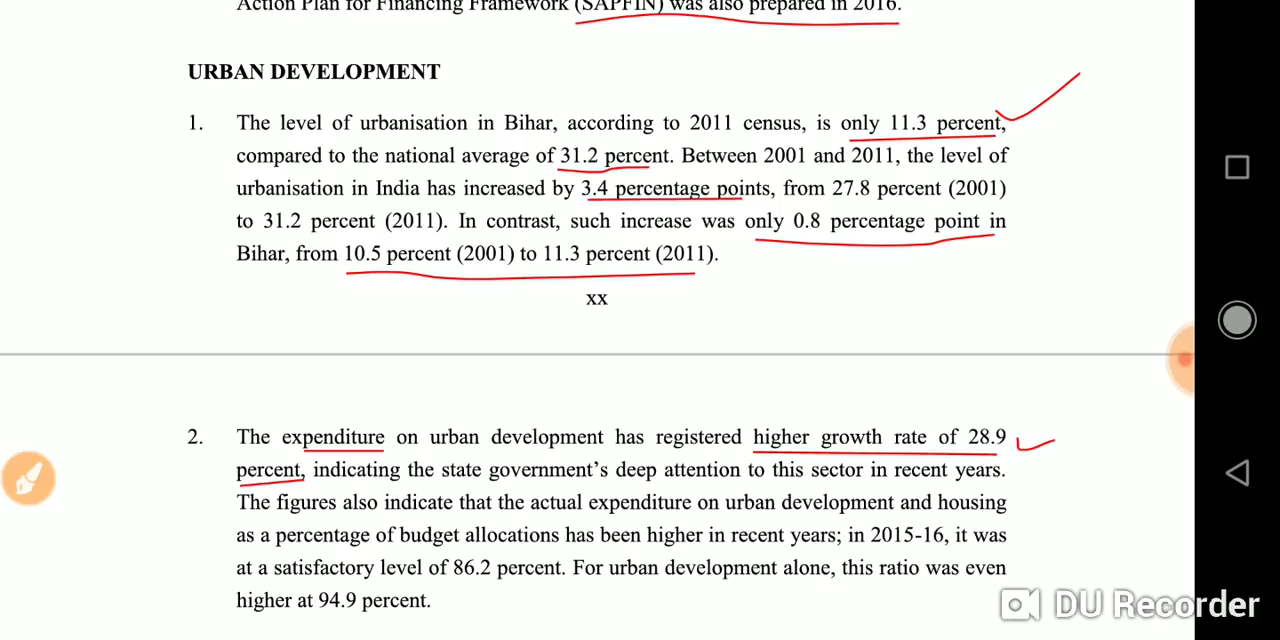 Action Plan for Financing Framework (SAPFIN) was also prepared in 2016.
URBAN DEVELOPMENT
1. The level of urbanisation in Bihar, according to 2011 census, is only 11.3 percent,
compared to the national average of 31.2 percent. Between 2001 and 2011, the level of
urbanisation in India has increased by 3.4 percentage points, from 27.8 percent (2001)
to 31.2 percent (2011). In contrast, such increase was only 0.8 percentage point in
Bihar, from 10.5 percent (2001) to 11.3 percent (2011).
xx
2. The expenditure on urban development has registered higher growth rate of 28.9
percent, indicating the state government’s deep attention to this sector in recent years.
The figures also indicate that the actual expenditure on urban development and housing
as a percentage of budget allocations has been higher in recent years; in 2015-16, it was
at a satisfactory level of 86.2 percent. For urban development alone, this ratio was even
higher at 94.9 percent.
DU Recorder